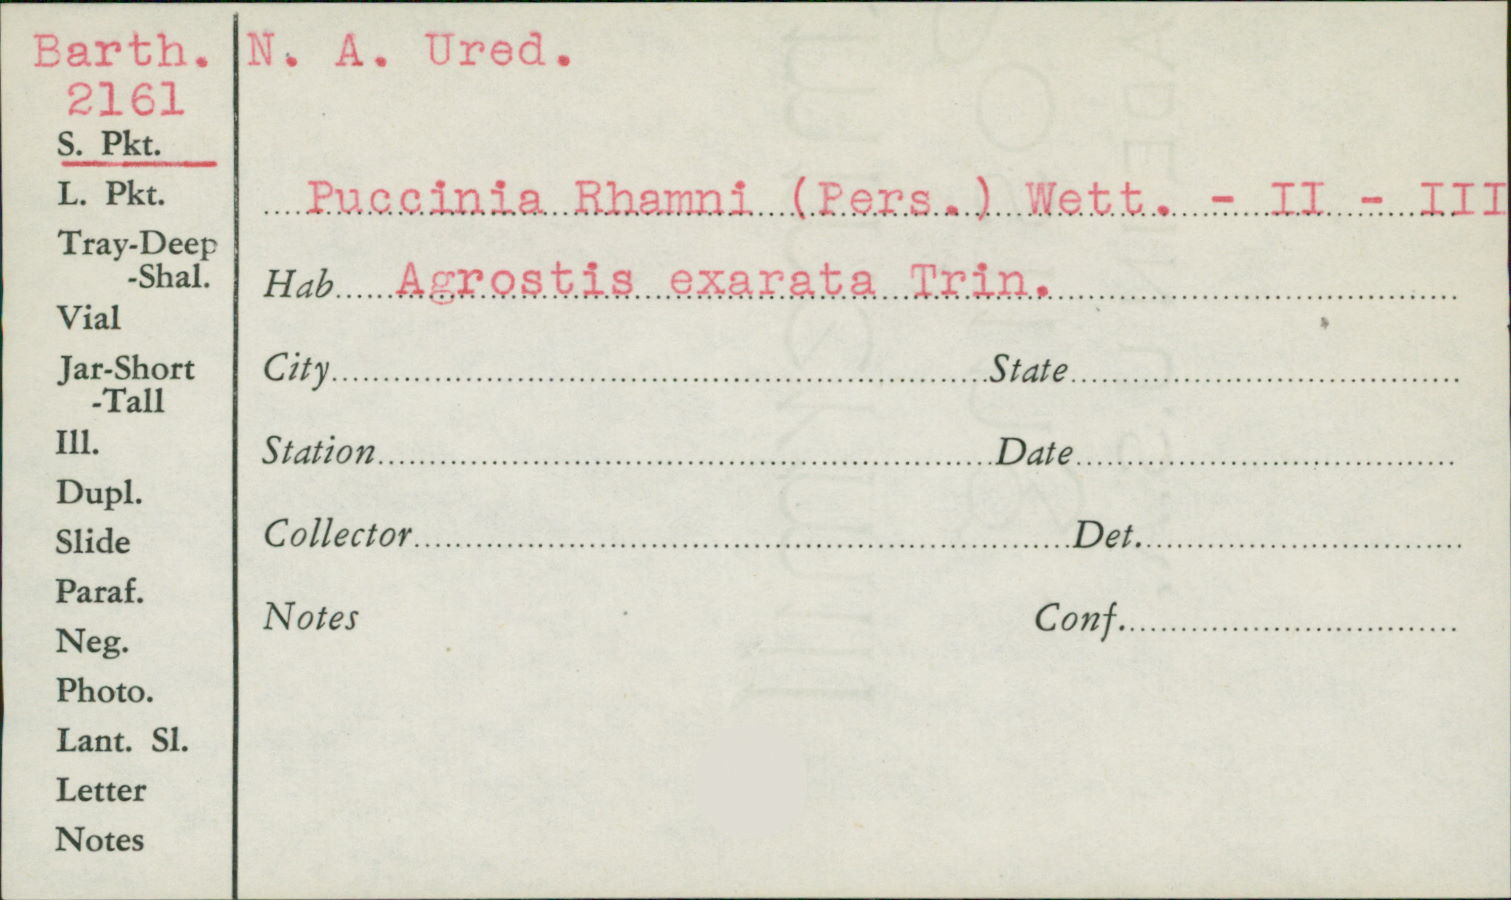 Barth. N. A. Ured.
2161
S. Pkt.
L. Pkt.
Puccinia Rhamni (Pers.) Wett. - II - III
Tray-Deep
-Shal.
Hab. Agrostis exarata Trin.
Vial
Jar-Short
-Tall
City State
Ill.
Station Date
Dupl.
Slide
Collector Det.
Paraf.
Notes Conf.
Neg.
Photo.
Lant. Sl.
Letter
Notes